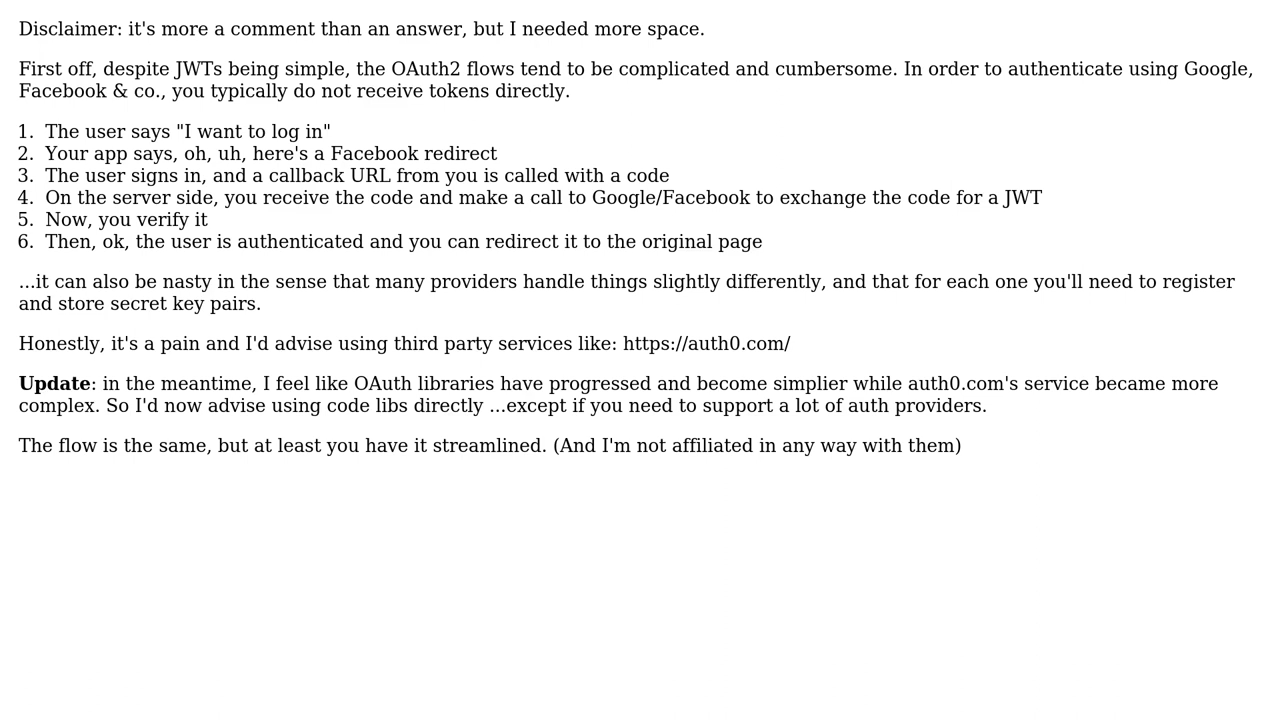 Disclaimer: it's more a comment than an answer, but I needed more space.
First off, despite JWTs being simple, the OAuth2 flows tend to be complicated and cumbersome. In order to authenticate using Google,
Facebook & co., you typically do not receive tokens directly.
1. The user says "I want to log in"
2. Your app says, oh, uh, here's a Facebook redirect
3. The user signs in, and a callback URL from you is called with a code
4. On the server side, you receive the code and make a call to Google/Facebook to exchange the code for a JWT
5. Now, you verify it
6. Then, ok, the user is authenticated and you can redirect it to the original page
...it can also be nasty in the sense that many providers handle things slightly differently, and that for each one you'll need to register
and store secret key pairs.
Honestly, it's a pain and I'd advise using third party services like: https://auth0.com/
Update: in the meantime, I feel like OAuth libraries have progressed and become simplier while auth0.com's service became more
complex. So I'd now advise using code libs directly ...except if you need to support a lot of auth providers.
The flow is the same, but at least you have it streamlined. (And I'm not affiliated in any way with them)